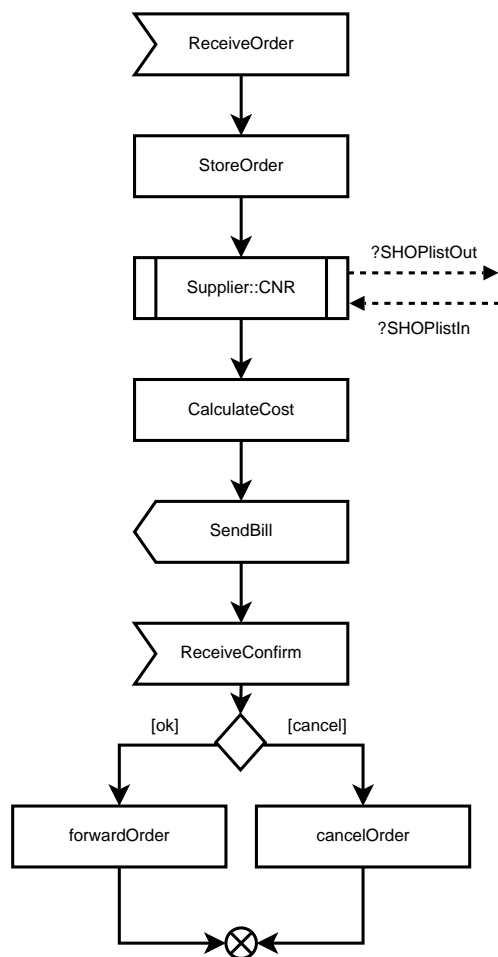 ReceiveOrder
StoreOrder
?SHOPlistOut
Supplier::CNR
?SHOPlistIn
CalculateCost
SendBill
ReceiveConfirm
[ok]
[cancel]
forwardOrder
cancelOrder